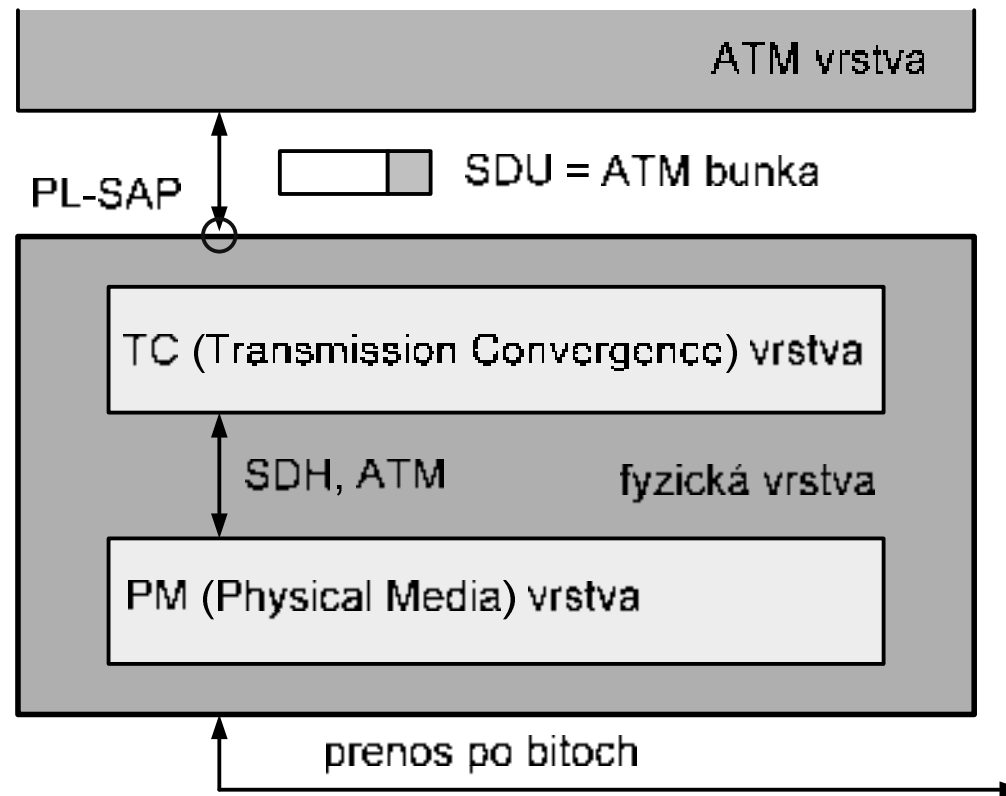 ATM vrstva
SDU = ATM bunka
PL-SAP
TC (Transmission Convergence) vrstva
SDH, ATM
fyzická vrstva
PM (Physical Media) vrstva
prenos po bitoch